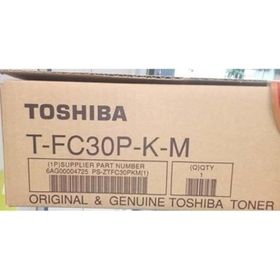 TOSHIBA
T-FC30P-K-M
(1P)SUPPLIER PART NUMBER
6AG00004725 PS-ZTFC30PKM(1)
(Q)QTY
1
ORIGINAL & GENUINE TOSHIBA TONER